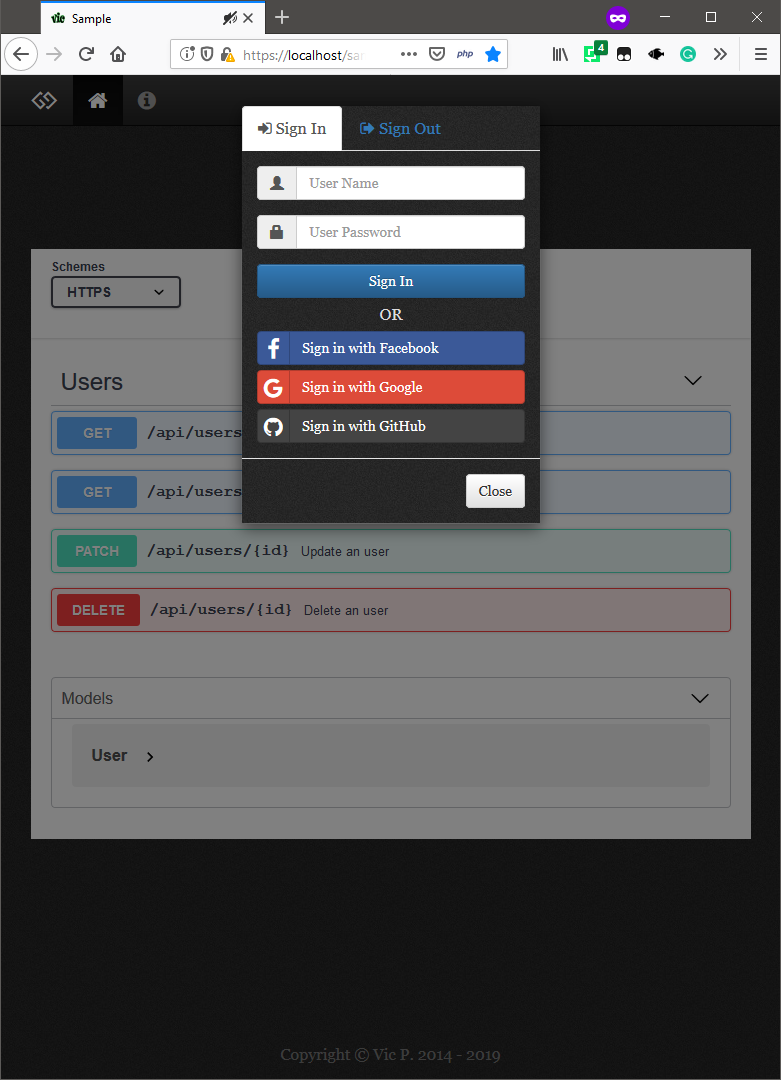 vic Sample
https://localhost/sa
php
4
Sign In Sign Out
User Name
User Password
Sign In
OR
Sign in with Facebook
Sign in with Google
Sign in with GitHub
Close
Schemes
HTTPS
Users
GET /api/users
GET /api/users
PATCH /api/users/{id} Update an user
DELETE /api/users/{id} Delete an user
Models
User
Copyright © Vic P. 2014 - 2019